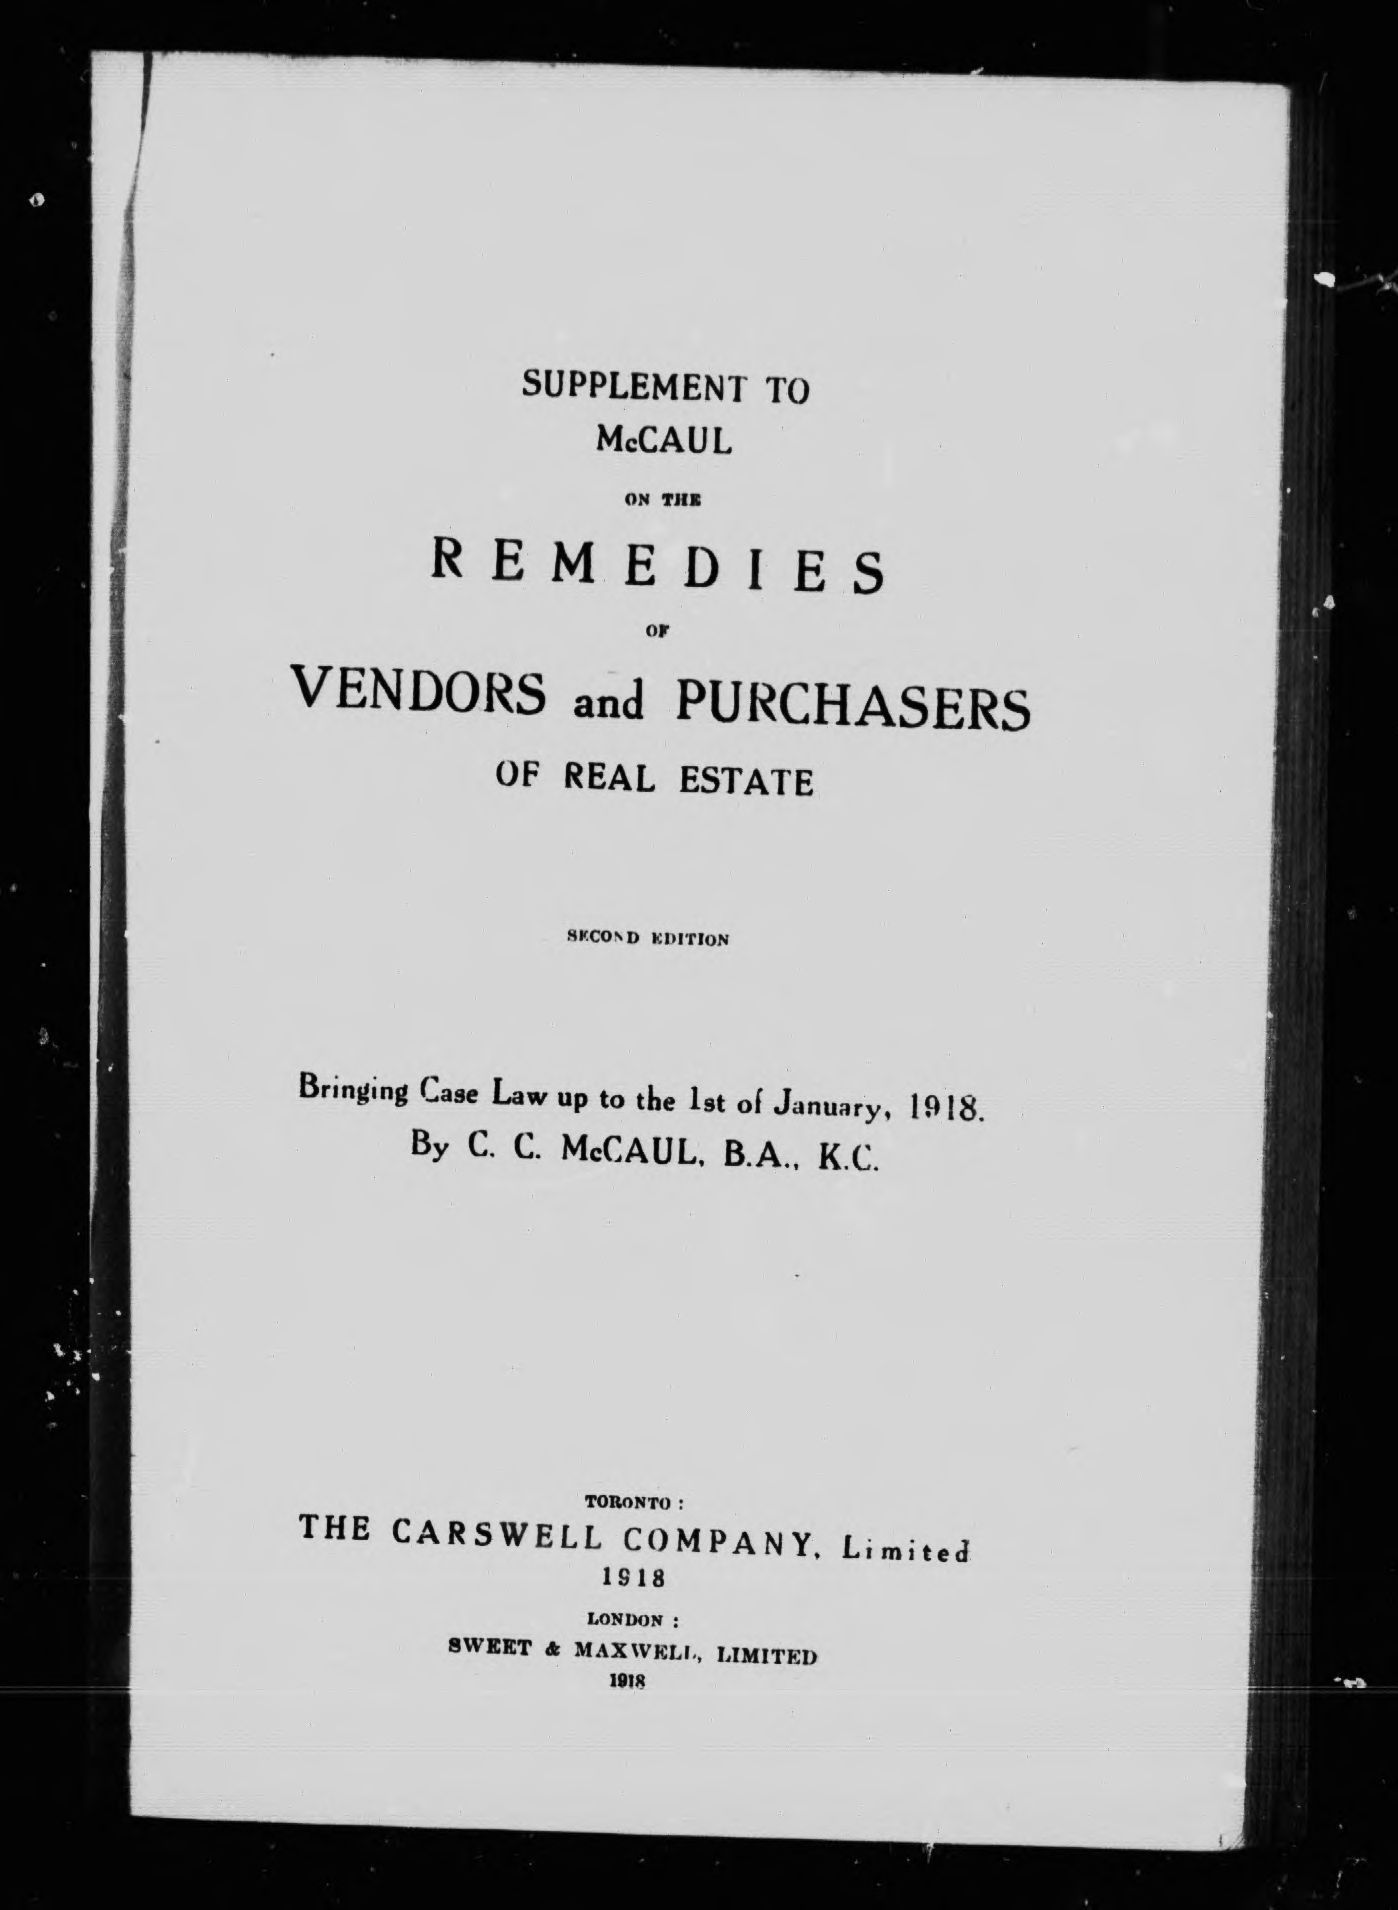 SUPPLEMENT TO
McCAUL
ON THE
REMEDIES
OF
VENDORS and PURCHASERS
OF REAL ESTATE
SECOND EDITION
Bringing Case Law up to the 1st of January, 1918.
By C. C. McCAUL, B.A., K.C.
TORONTO :
THE CARSWELL COMPANY, Limited
1918
LONDON :
SWEET & MAXWELL, LIMITED
1918